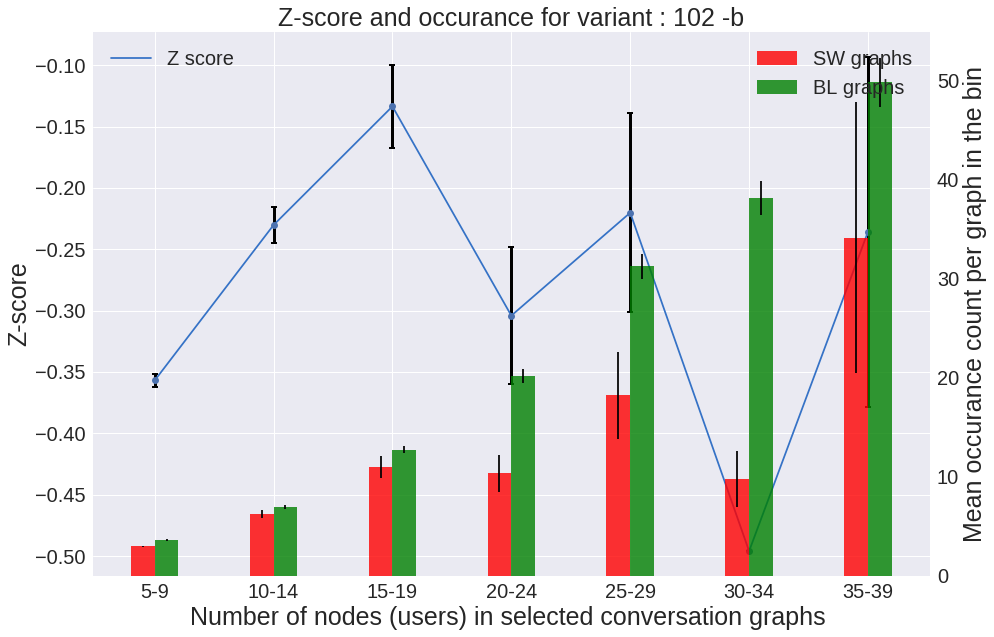 Z-score and occurance for variant : 102 -b
Z score
SW graphs
BL graphs
−0.10
−0.15
−0.20
−0.25
−0.30
−0.35
−0.40
−0.45
−0.50
Z-score
50
40
30
20
10
0
Mean occurance count per graph in the bin
5-9 10-14 15-19 20-24 25-29 30-34 35-39
Number of nodes (users) in selected conversation graphs